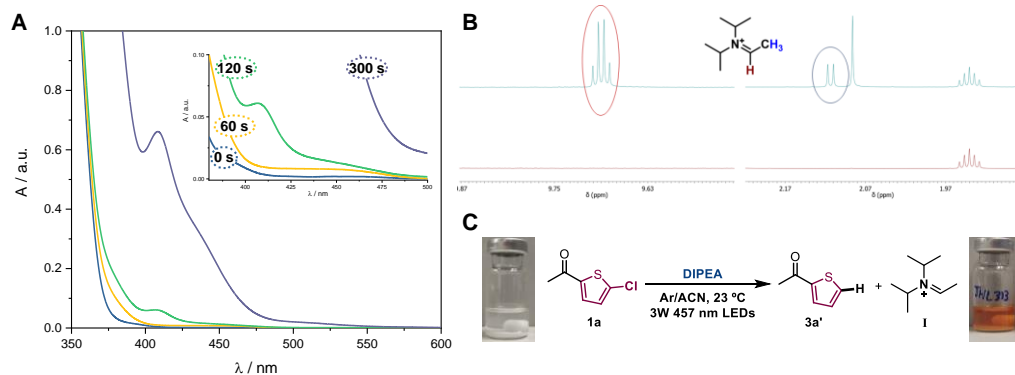 A
1.0
0.8
0.6
0.4
0.2
0.0
A / a.u.
350
400
450
500
550
600
λ / nm
0.10
0.05
0.00
A / a.u.
400
425
450
475
500
λ / nm
120 s
300 s
60 s
0 s
B
N
+
CH3
H
9.87
9.75
9.63
δ (ppm)
2.17
2.07
1.97
δ (ppm)
C
O
S
Cl
1a
DIPEA
Ar/ACN, 23 ºC
3W 457 nm LEDs
O
S
H
3a'
+
N
+
I
JHL313